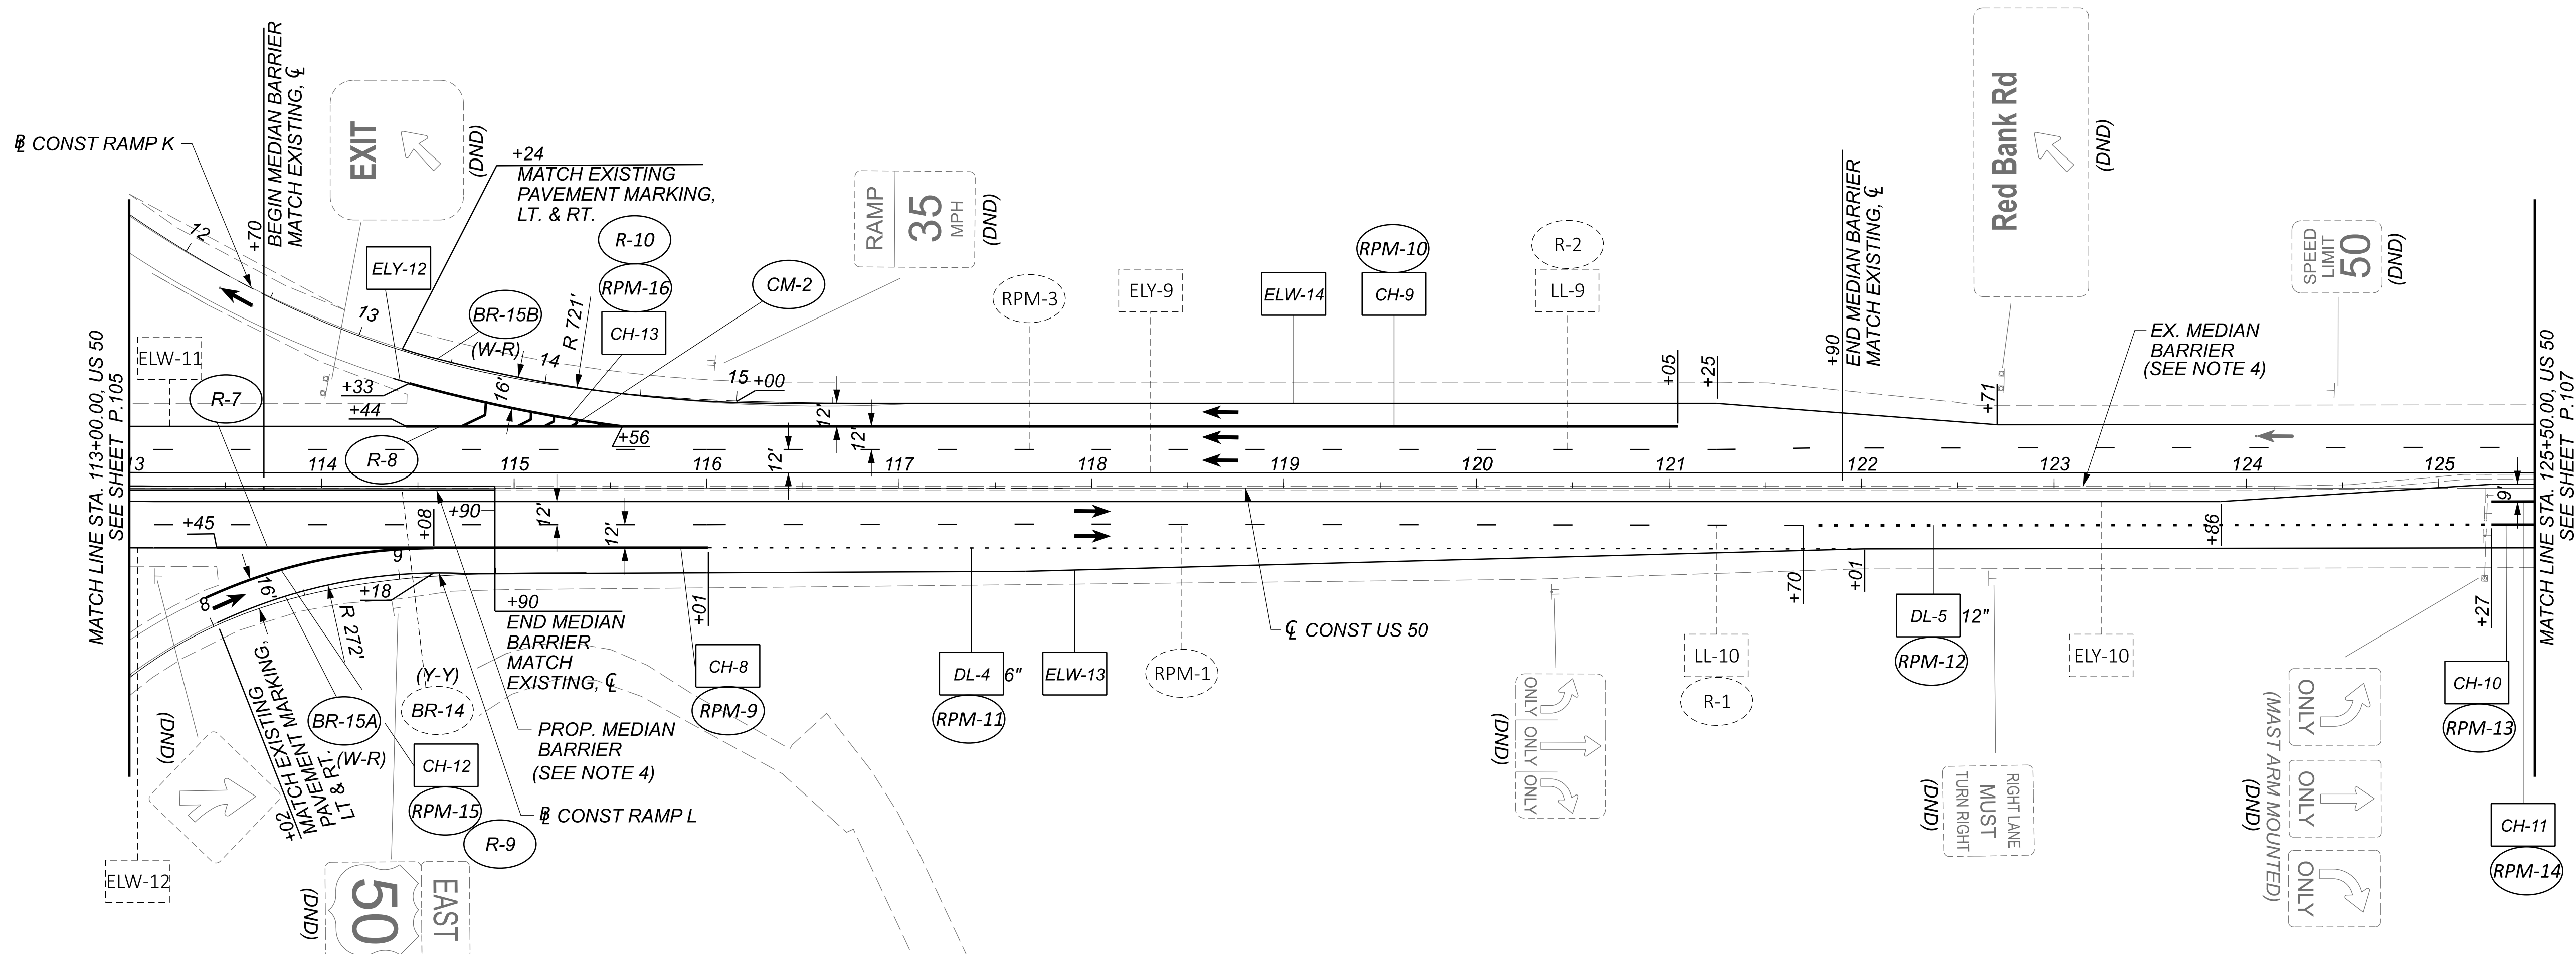 ℄ CONST RAMP K
+70
BEGIN MEDIAN BARRIER
MATCH EXISTING, ℄
EXIT
(DND)
+24
MATCH EXISTING
PAVEMENT MARKING,
LT. & RT.
R-10
RPM-16
CH-13
CM-2
RAMP
35
MPH
(DND)
RPM-3
ELY-9
ELW-14
RPM-10
CH-9
R-2
LL-9
+90
END MEDIAN BARRIER
MATCH EXISTING, ℄
Red Bank Rd
(DND)
SPEED
LIMIT
50
(DND)
EX. MEDIAN
BARRIER
(SEE NOTE 4)
12
13
14
15
ELY-12
BR-15B
(W-R)
R 721'
16'
+00
+05
+25
+71
ELW-11
R-7
+33
+44
R-8
+56
12'
12'
12'
MATCH LINE STA. 113+00.00, US 50
SEE SHEET P.105
13
114
115
116
117
118
119
120
121
122
123
124
125
MATCH LINE STA. 125+50.00, US 50
SEE SHEET P.107
+45
+08
+90
12'
12'
9'
+86
8
9
16'
R 272'
+18
+01
+70
+01
+27
+90
END MEDIAN
BARRIER
MATCH
EXISTING, ℄
℄ CONST US 50
CH-8
RPM-9
DL-4
6"
RPM-11
ELW-13
RPM-1
LL-10
R-1
DL-5
12"
RPM-12
ELY-10
CH-10
RPM-13
CH-11
RPM-14
+02
MATCH EXISTING
PAVEMENT MARKING,
LT & RT.
(DND)
ELW-12
BR-15A
(W-R)
(Y-Y)
BR-14
CH-12
RPM-15
R-9
PROP. MEDIAN
BARRIER
(SEE NOTE 4)
℄ CONST RAMP L
EAST
50
(DND)
ONLY
ONLY
ONLY
(DND)
RIGHT LANE
MUST
TURN RIGHT
(DND)
ONLY
ONLY
ONLY
(MAST ARM MOUNTED)
(DND)